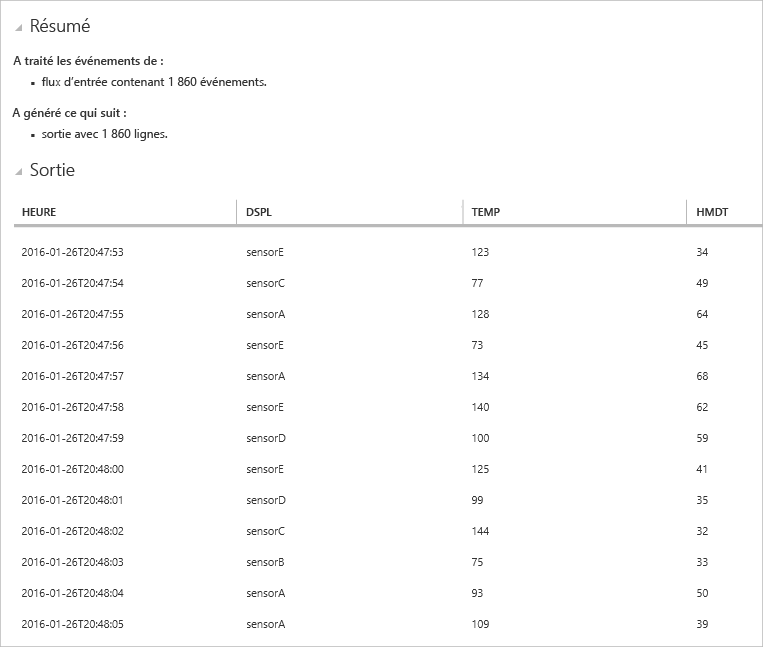 Résumé
A traité les événements de :
flux d'entrée contenant 1 860 événements.
A généré ce qui suit :
sortie avec 1 860 lignes.
Sortie
HEURE DSPL TEMP HMDT
2016-01-26T20:47:53 sensorE 123 34
2016-01-26T20:47:54 sensorC 77 49
2016-01-26T20:47:55 sensorA 128 64
2016-01-26T20:47:56 sensorE 73 45
2016-01-26T20:47:57 sensorA 134 68
2016-01-26T20:47:58 sensorE 140 62
2016-01-26T20:47:59 sensorD 100 59
2016-01-26T20:48:00 sensorE 125 41
2016-01-26T20:48:01 sensorD 99 35
2016-01-26T20:48:02 sensorC 144 32
2016-01-26T20:48:03 sensorB 75 33
2016-01-26T20:48:04 sensorA 93 50
2016-01-26T20:48:05 sensorA 109 39